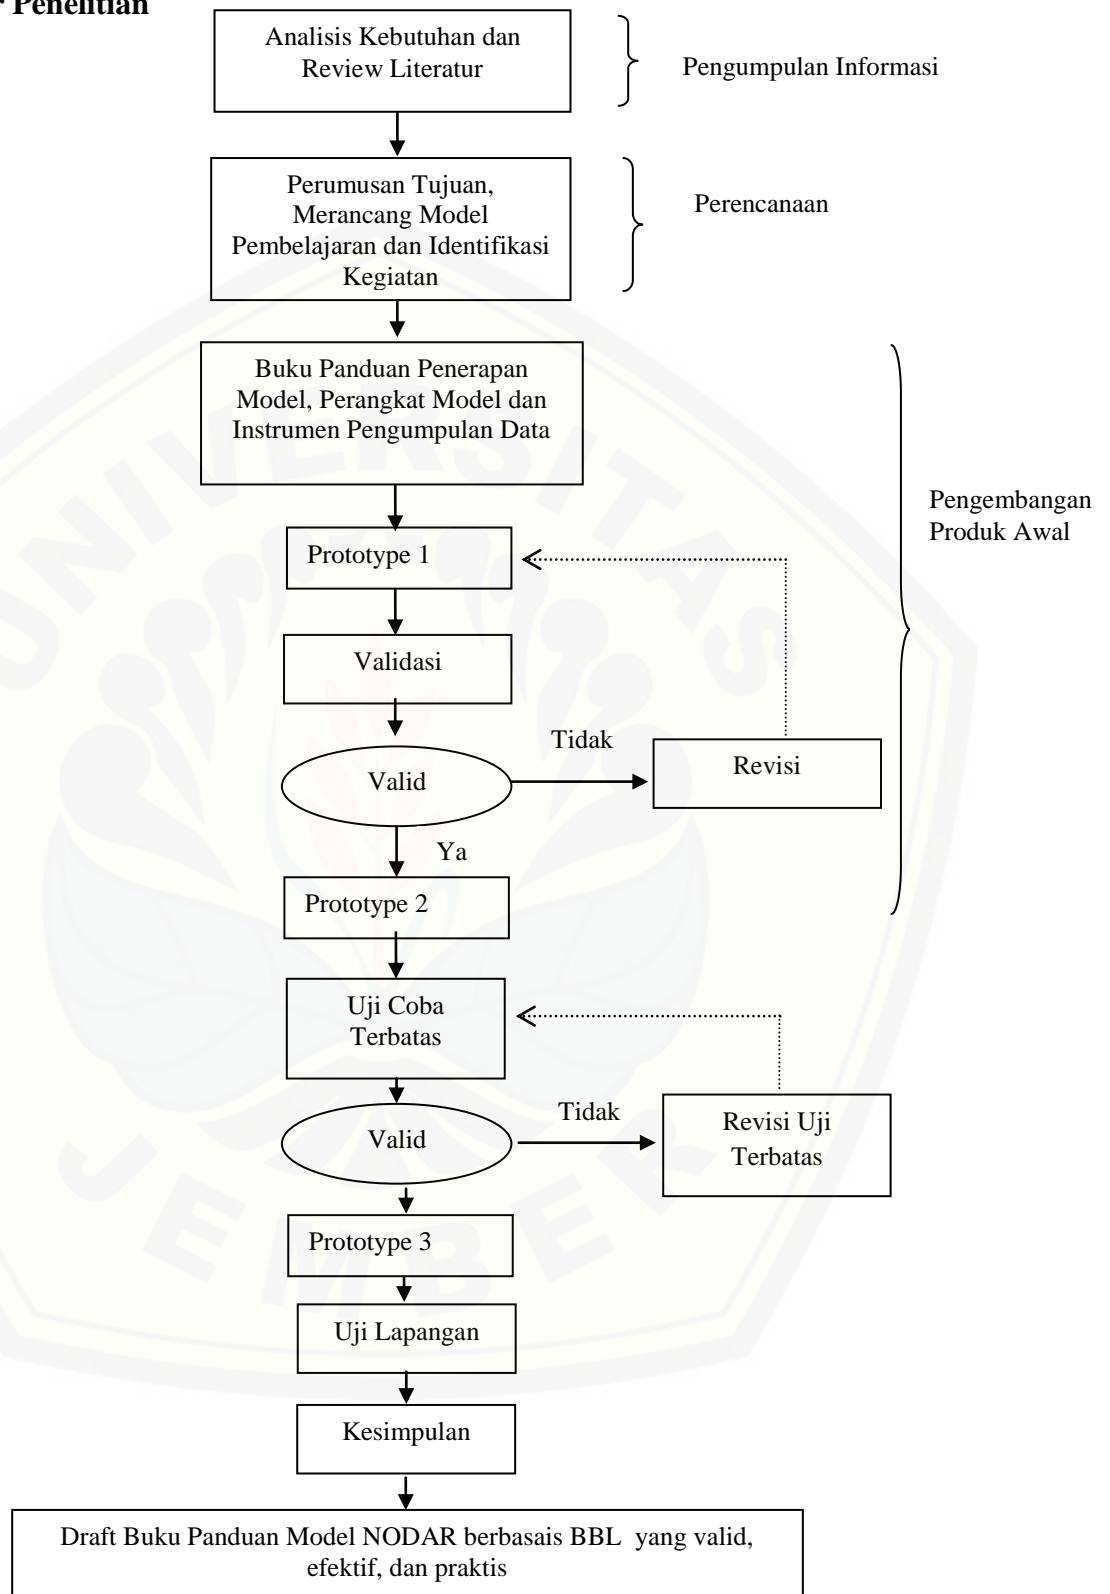 Penelitian
Analisis Kebutuhan dan
Review Literatur
Pengumpulan Informasi
Perumusan Tujuan,
Merancang Model
Pembelajaran dan Identifikasi
Kegiatan
Perencanaan
Buku Panduan Penerapan
Model, Perangkat Model dan
Instrumen Pengumpulan Data
Pengembangan
Produk Awal
Prototype 1
Validasi
Valid
Tidak
Revisi
Ya
Prototype 2
Uji Coba
Terbatas
Valid
Tidak
Revisi Uji
Terbatas
Prototype 3
Uji Lapangan
Kesimpulan
Draft Buku Panduan Model NODAR berbasais BBL yang valid,
efektif, dan praktis
UNIVERSITAS
JEMBER